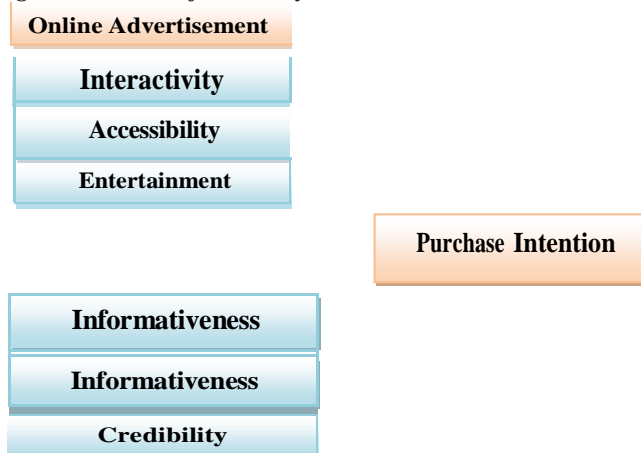 Online Advertisement
Interactivity
Accessibility
Entertainment
Purchase Intention
Informativeness
Informativeness
Credibility